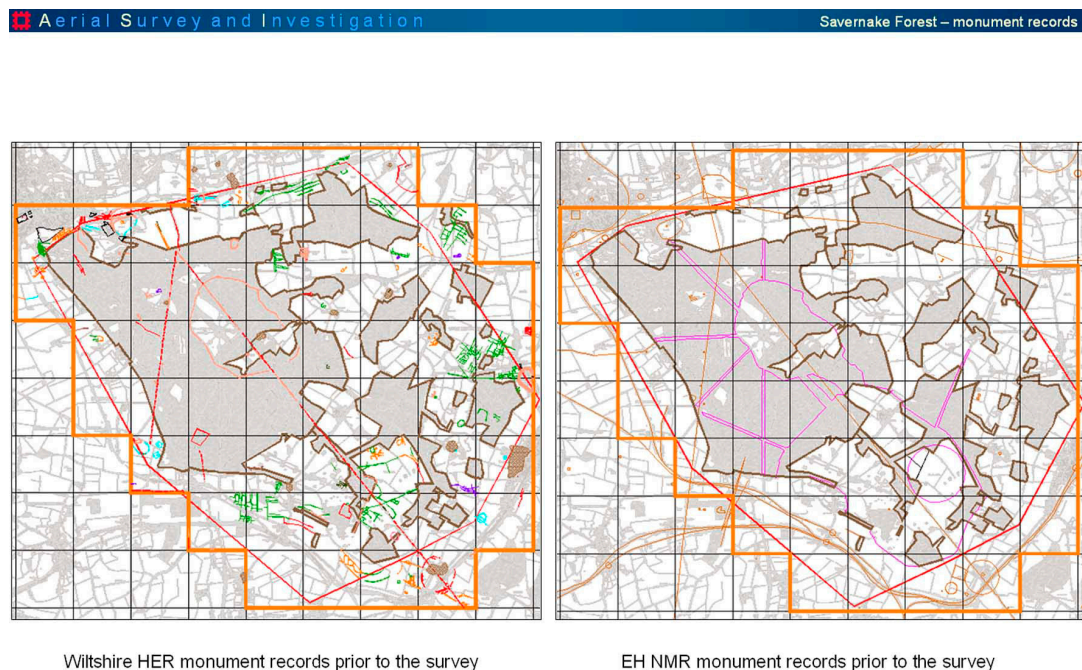 Aerial Survey and Investigation
Savernake Forest – monument records
Wiltshire HER monument records prior to the survey
EH NMR monument records prior to the survey